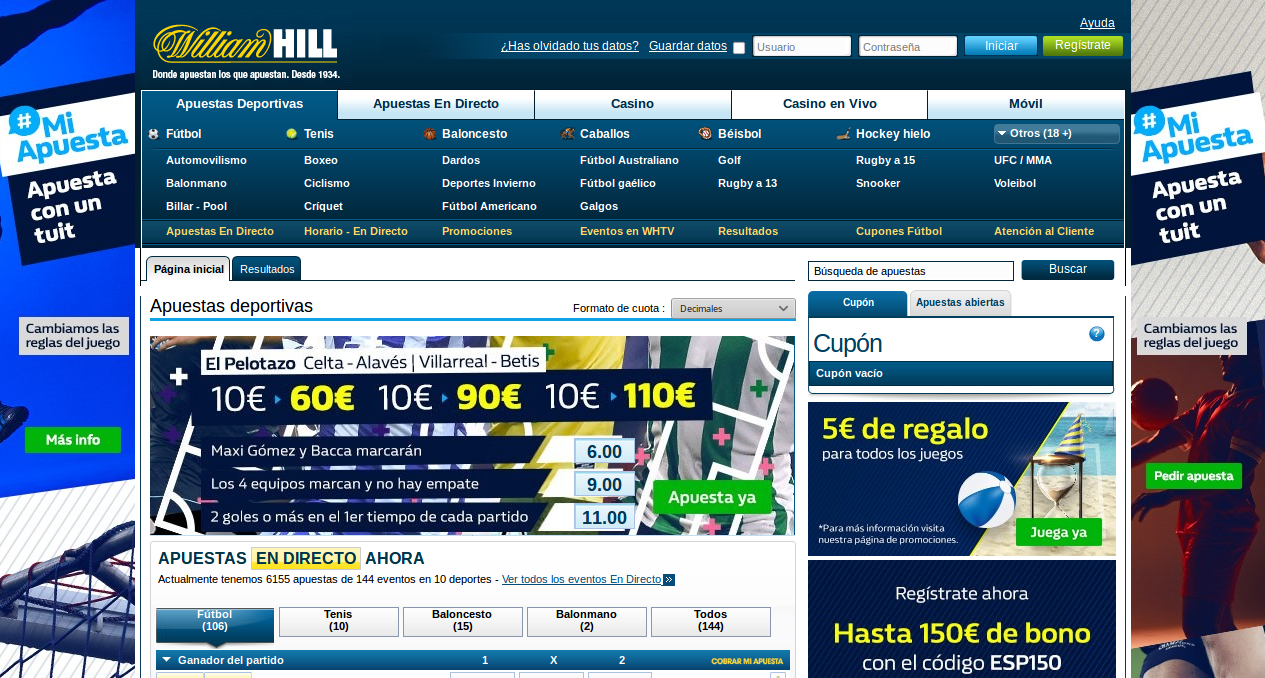 Ayuda
William HILL
Donde apuestan los que apuestan. Desde 1934.
¿Has olvidado tus datos? Guardar datos Usuario Contraseña Iniciar Regístrate
Apuestas Deportivas Apuestas En Directo Casino Casino en Vivo Móvil
Fútbol Tenis Baloncesto Caballos Béisbol Hockey hielo Otros (18 +)
Automovilismo Boxeo Dardos Fútbol Australiano Golf Rugby a 15 UFC / MMA
Balonmano Ciclismo Deportes Invierno Fútbol gaélico Rugby a 13 Snooker Voleibol
Billar - Pool Críquet Fútbol Americano Galgos
Apuestas En Directo Horario - En Directo Promociones Eventos en WHTV Resultados Cupones Fútbol Atención al Cliente
# Mi
Apuesta
Apuesta
con un
tuit
Cambiamos las
reglas del juego
Más info
Página inicial Resultados
Búsqueda de apuestas Buscar
Apuestas deportivas
Formato de cuota : Decimales
El Pelotazo Celta - Alavés | Villarreal - Betis
10€ 60€ 10€ 90€ 10€ 110€
Maxi Gómez y Bacca marcarán 6.00
Los 4 equipos marcan y no hay empate 9.00
2 goles o más en el 1er tiempo de cada partido 11.00
Apuesta ya
APUESTAS EN DIRECTO AHORA
Actualmente tenemos 6155 apuestas de 144 eventos en 10 deportes - Ver todos los eventos En Directo
Fútbol
(106)
Tenis
(10)
Baloncesto
(15)
Balonmano
(2)
Todos
(144)
Ganador del partido 1 X 2 COBRAR MI APUESTA
Cupón Apuestas abiertas
Cupón ?
Cupón vacío
5€ de regalo
para todos los juegos
*Para más información visita
nuestra página de promociones.
Juega ya
Regístrate ahora
Hasta 150€ de bono
con el código ESP150
# Mi
Apuesta
Apuesta
con un
tuit
Cambiamos las
reglas del juego
Pedir apuesta